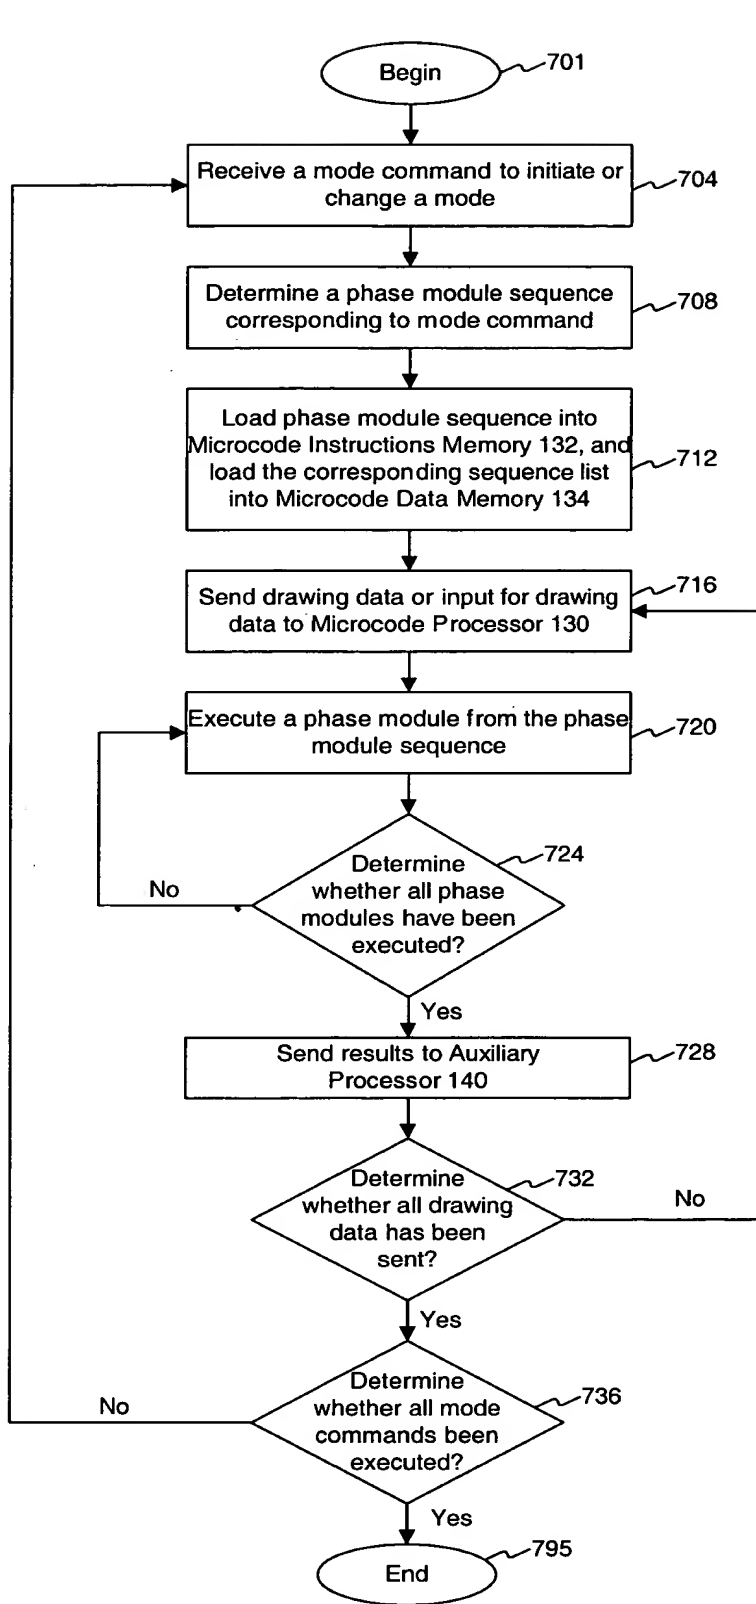 Begin
701
Receive a mode command to initiate or
change a mode
704
Determine a phase module sequence
corresponding to mode command
708
Load phase module sequence into
Microcode Instructions Memory 132, and
load the corresponding sequence list
into Microcode Data Memory 134
712
Send drawing data or input for drawing
data to Microcode Processor 130
716
Execute a phase module from the phase
module sequence
720
Determine
whether all phase
modules have been
executed?
724
No
Yes
Send results to Auxiliary
Processor 140
728
Determine
whether all drawing
data has been
sent?
732
No
Yes
Determine
whether all mode
commands been
executed?
736
No
Yes
End
795